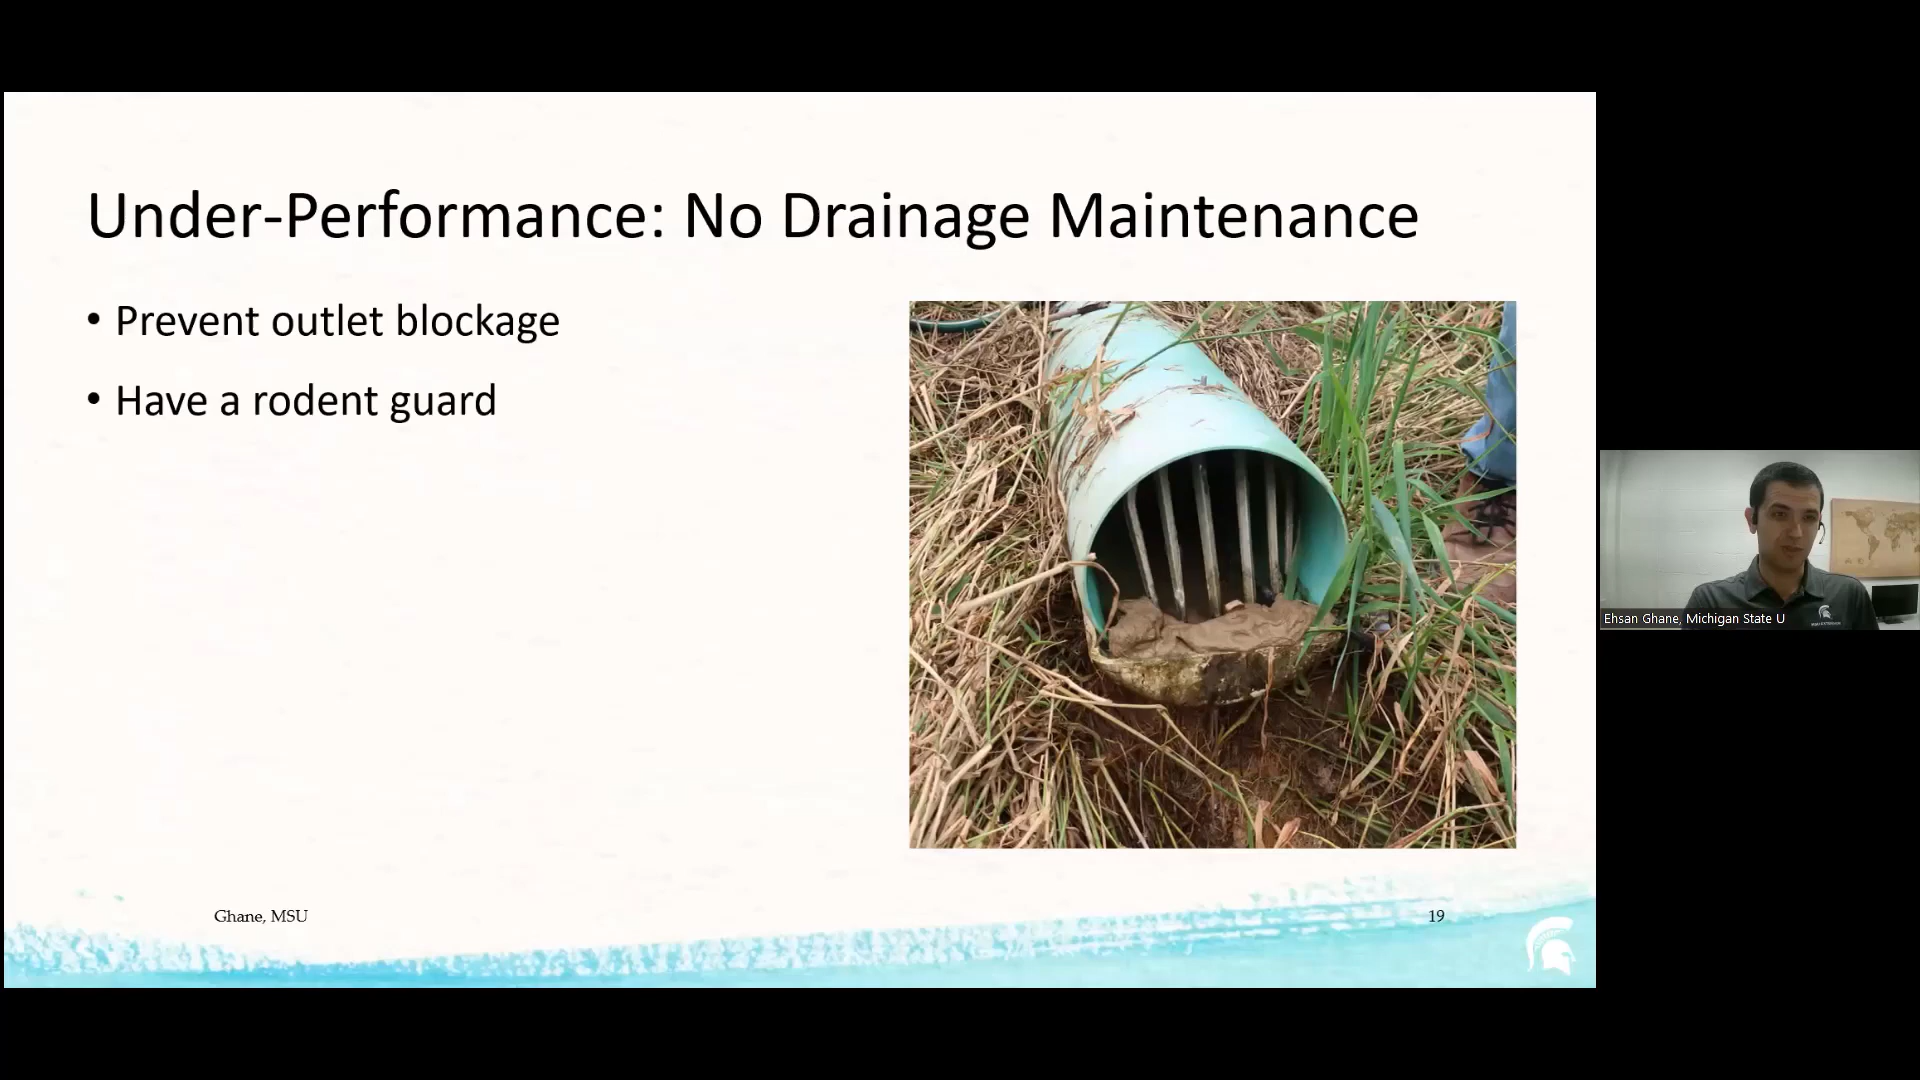 Under-Performance: No Drainage Maintenance
• Prevent outlet blockage
• Have a rodent guard
Ehsan Ghane, Michigan State U
Ghane, MSU
19